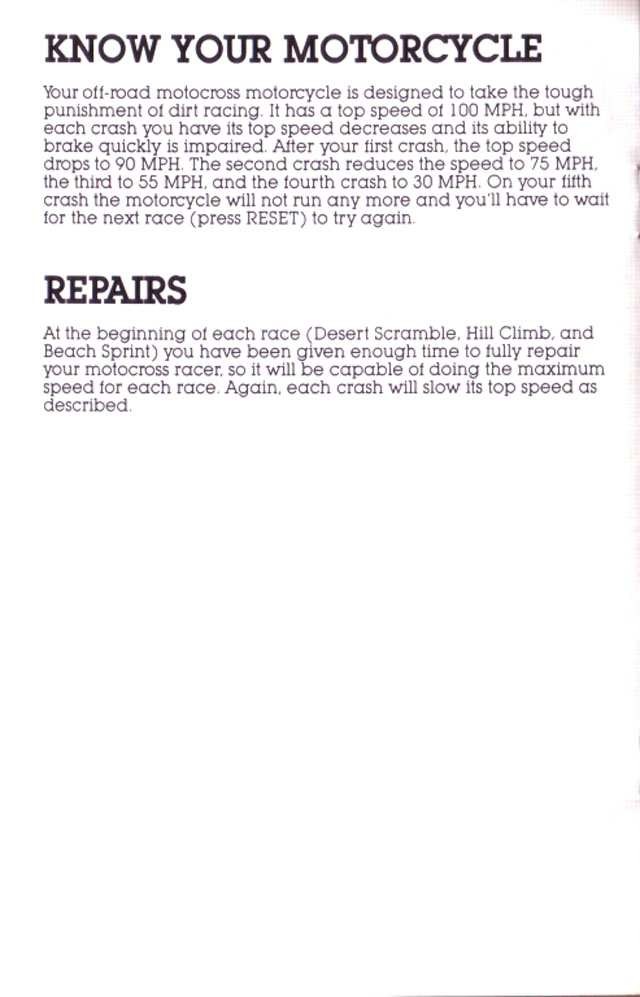 KNOW YOUR MOTORCYCLE
Your off-road motocross motorcycle is designed to take the tough
punishment of dirt racing. It has a top speed of 100 MPH, but with
each crash you have its top speed decreases and its ability to
brake quickly is impaired. After your first crash, the top speed
drops to 90 MPH. The second crash reduces the speed to 75 MPH,
the third to 55 MPH, and the fourth crash to 30 MPH. On your fifth
crash the motorcycle will not run any more and you'll have to wait
for the next race (press RESET) to try again.
REPAIRS
At the beginning of each race (Desert Scramble, Hill Climb, and
Beach Sprint) you have been given enough time to fully repair
your motocross racer, so it will be capable of doing the maximum
speed for each race. Again, each crash will slow its top speed as
described.